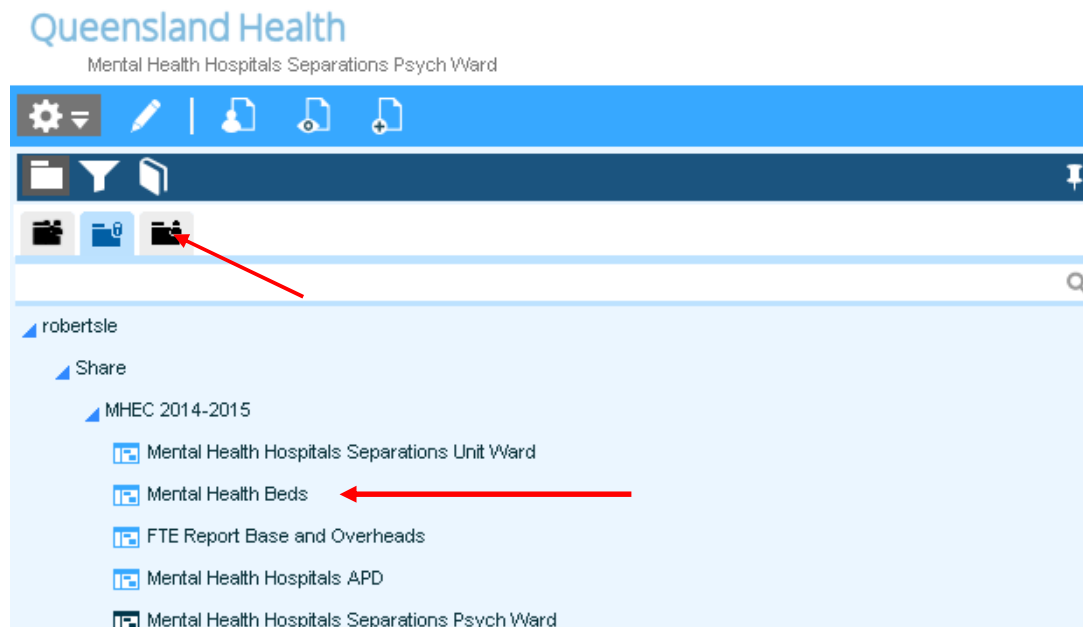 Queensland Health
Mental Health Hospitals Separations Psych Ward
robertsle
Share
MHEC 2014-2015
Mental Health Hospitals Separations Unit Ward
Mental Health Beds
FTE Report Base and Overheads
Mental Health Hospitals APD
Mental Health Hospitals Separations Psych Ward